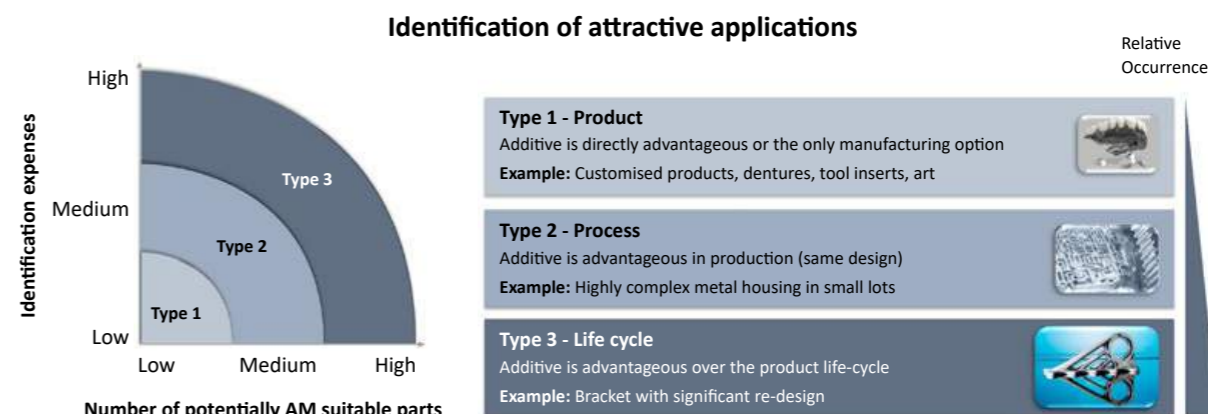 Identification of attractive applications
Relative
Occurrence
Identification expenses
High
Medium
Low
Type 3
Type 2
Type 1
Low
Medium
High
Number of potentially AM suitable parts
Type 1 - Product
Additive is directly advantageous or the only manufacturing option
Example: Customised products, dentures, tool inserts, art
Type 2 - Process
Additive is advantageous in production (same design)
Example: Highly complex metal housing in small lots
Type 3 - Life cycle
Additive is advantageous over the product life-cycle
Example: Bracket with significant re-design